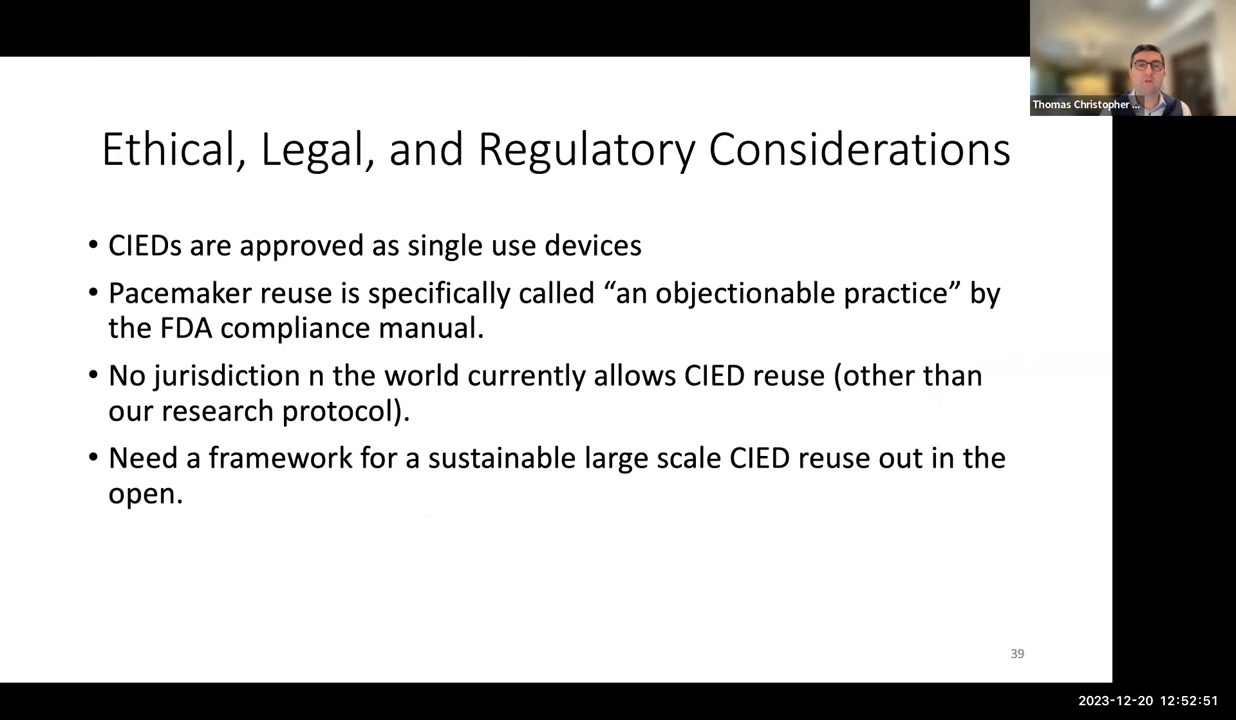 Thomas Christopher ...
Ethical, Legal, and Regulatory Considerations
• CIEDs are approved as single use devices
• Pacemaker reuse is specifically called “an objectionable practice” by
the FDA compliance manual.
• No jurisdiction n the world currently allows CIED reuse (other than
our research protocol).
• Need a framework for a sustainable large scale CIED reuse out in the
open.
39
2023-12-20 12:52:51